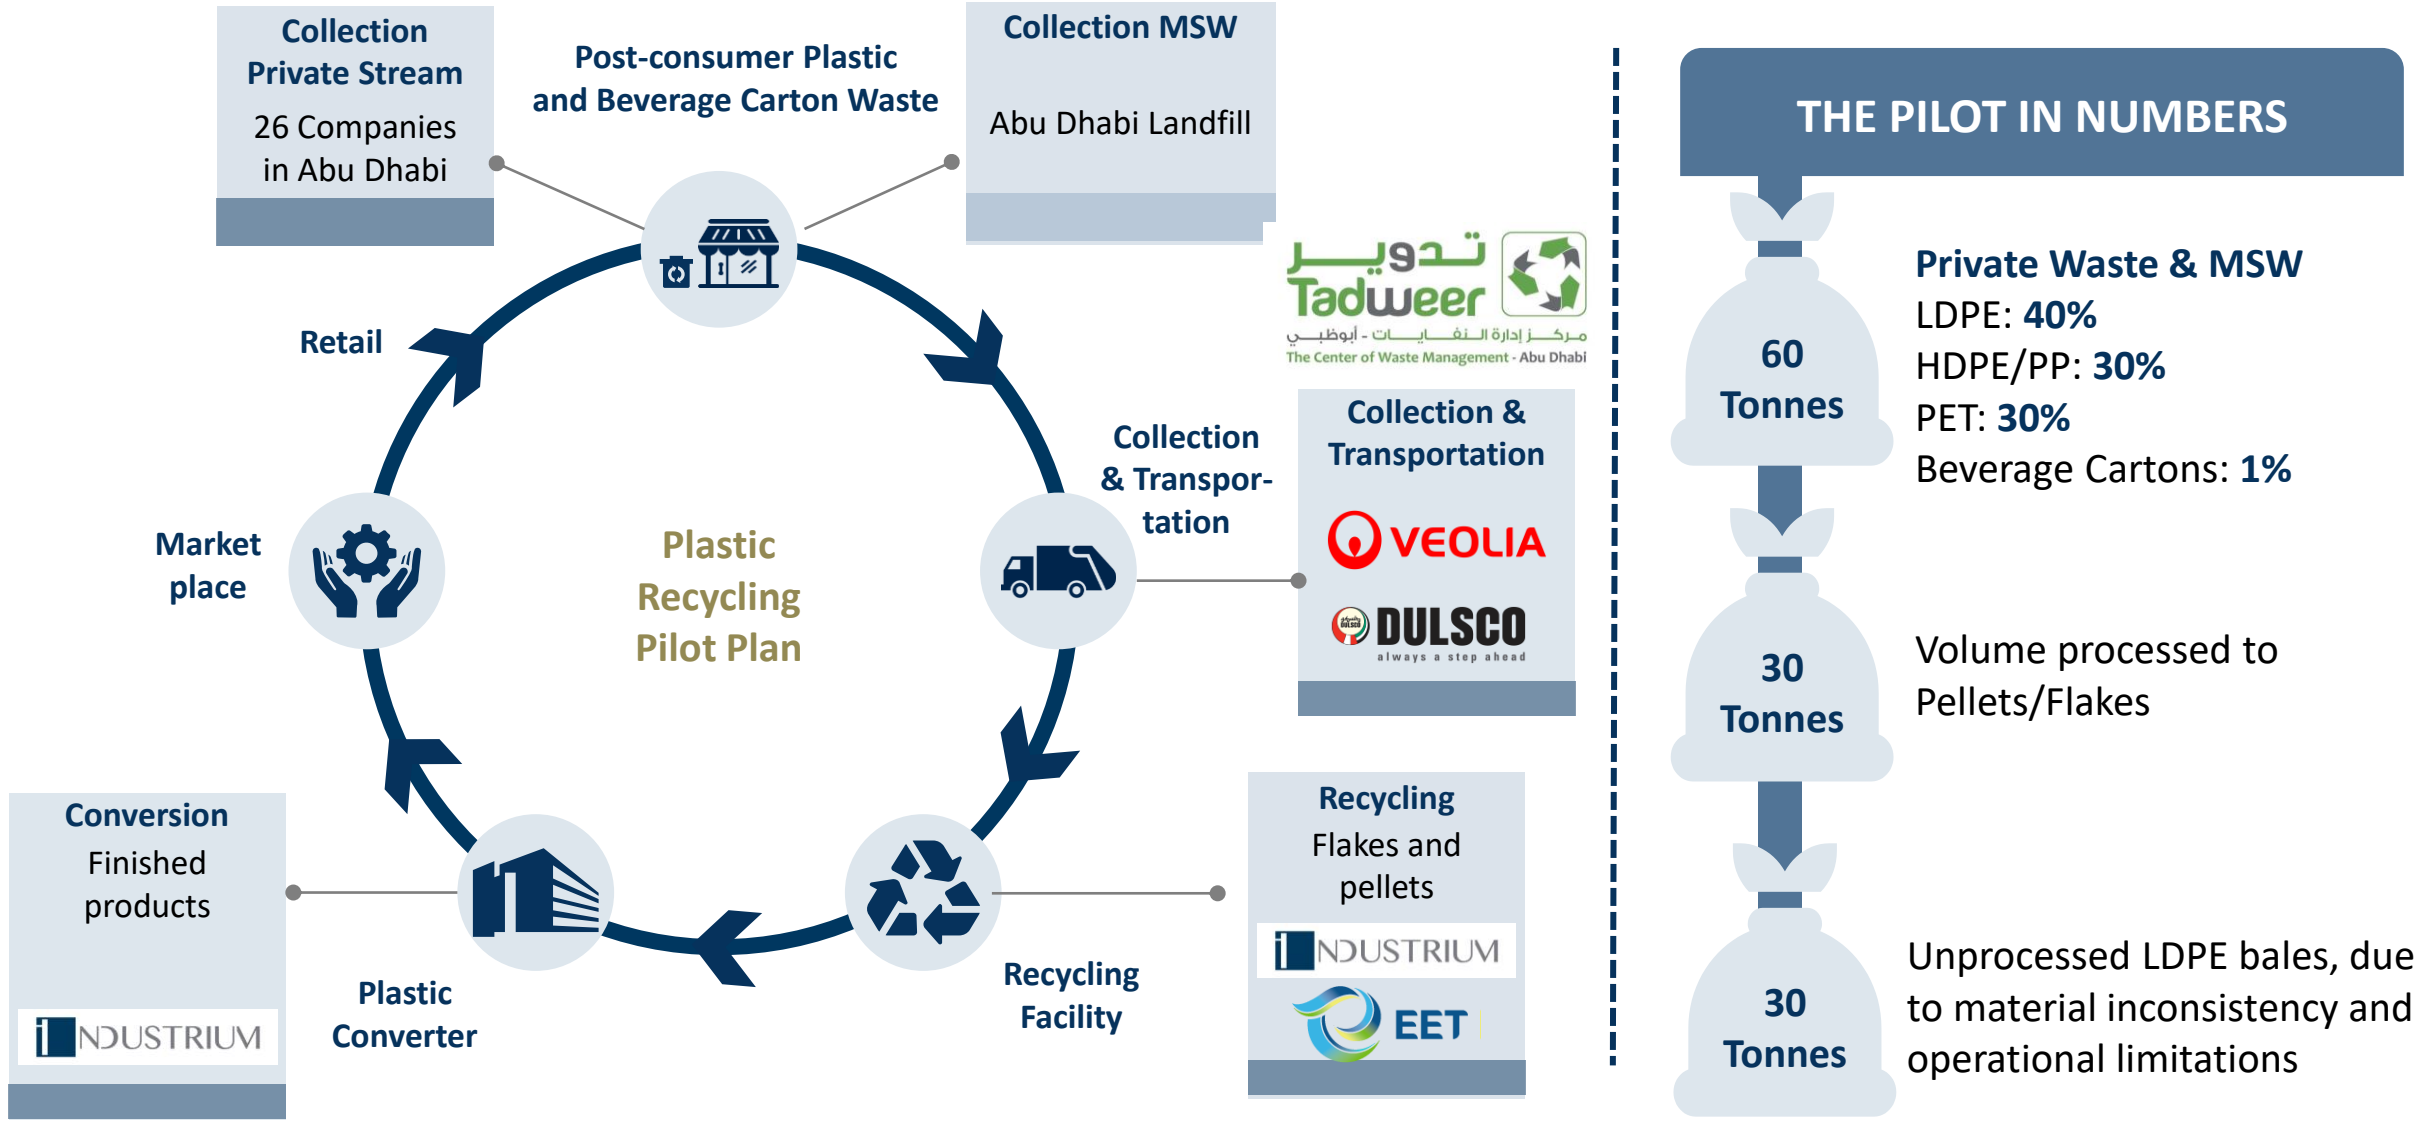 Collection
Private Stream
26 Companies
in Abu Dhabi
Post-consumer Plastic
and Beverage Carton Waste
Collection MSW
Abu Dhabi Landfill
تدوير
Tadweer
مركز إدارة النفايات - أبوظبي
The Center of Waste Management - Abu Dhabi
Retail
Collection
& Transpor-
tation
Collection &
Transportation
VEOLIA
DULSCO
DULSCO
always a step ahead
Market
place
Plastic
Recycling
Pilot Plan
Recycling
Flakes and
pellets
iNDUSTRIUM
EET
Recycling
Facility
Plastic
Converter
Conversion
Finished
products
iNDUSTRIUM
THE PILOT IN NUMBERS
60
Tonnes
Private Waste & MSW
LDPE: 40%
HDPE/PP: 30%
PET: 30%
Beverage Cartons: 1%
30
Tonnes
Volume processed to
Pellets/Flakes
30
Tonnes
Unprocessed LDPE bales, due
to material inconsistency and
operational limitations